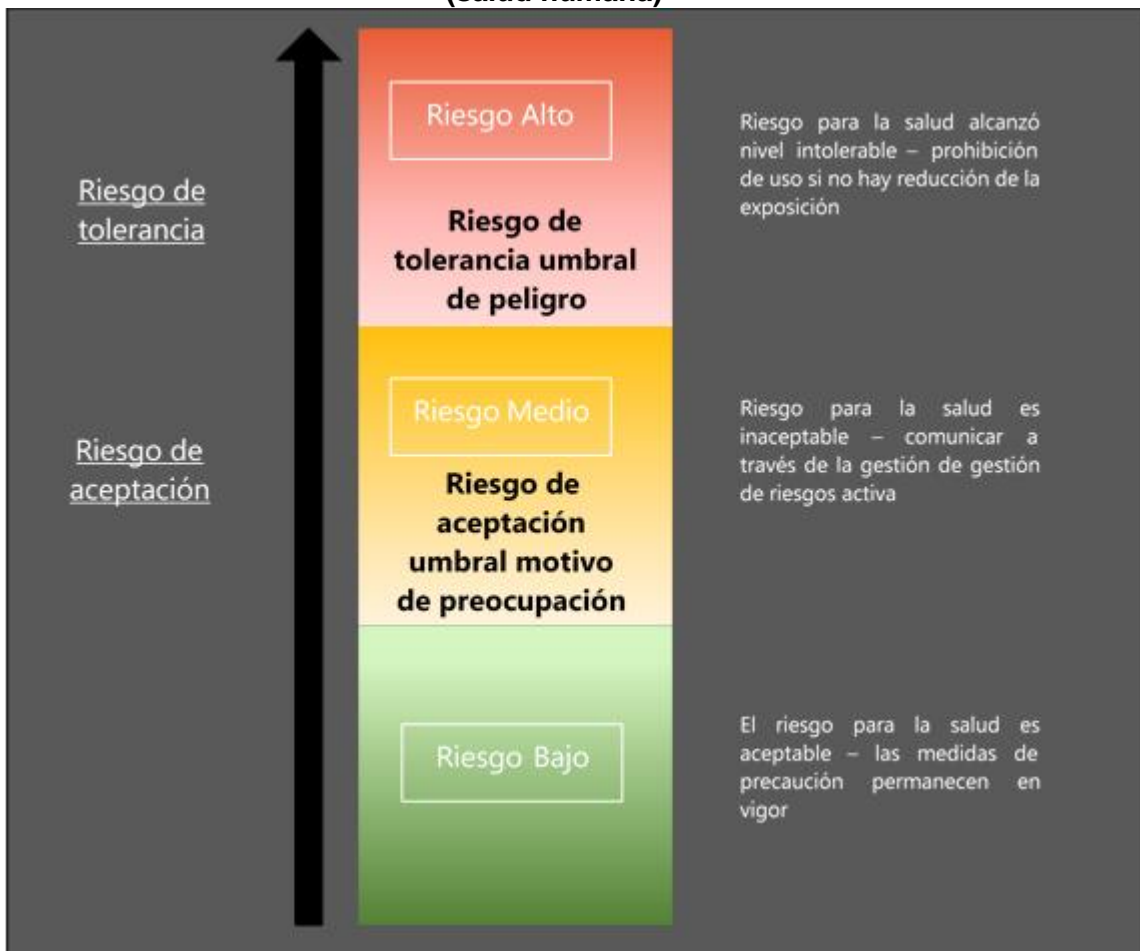 (salud humana)
Riesgo de
tolerancia
Riesgo Alto
Riesgo de
tolerancia umbral
de peligro
Riesgo para la salud alcanzó
nivel intolerable – prohibición
de uso si no hay reducción de la
exposición
Riesgo de
aceptación
Riesgo Medio
Riesgo de
aceptación
umbral motivo
de preocupación
Riesgo para la salud es
inaceptable – comunicar a
través de la gestión de gestión
de riesgos activa
Riesgo Bajo
El riesgo para la salud es
aceptable – las medidas de
precaución permanecen en
vigor